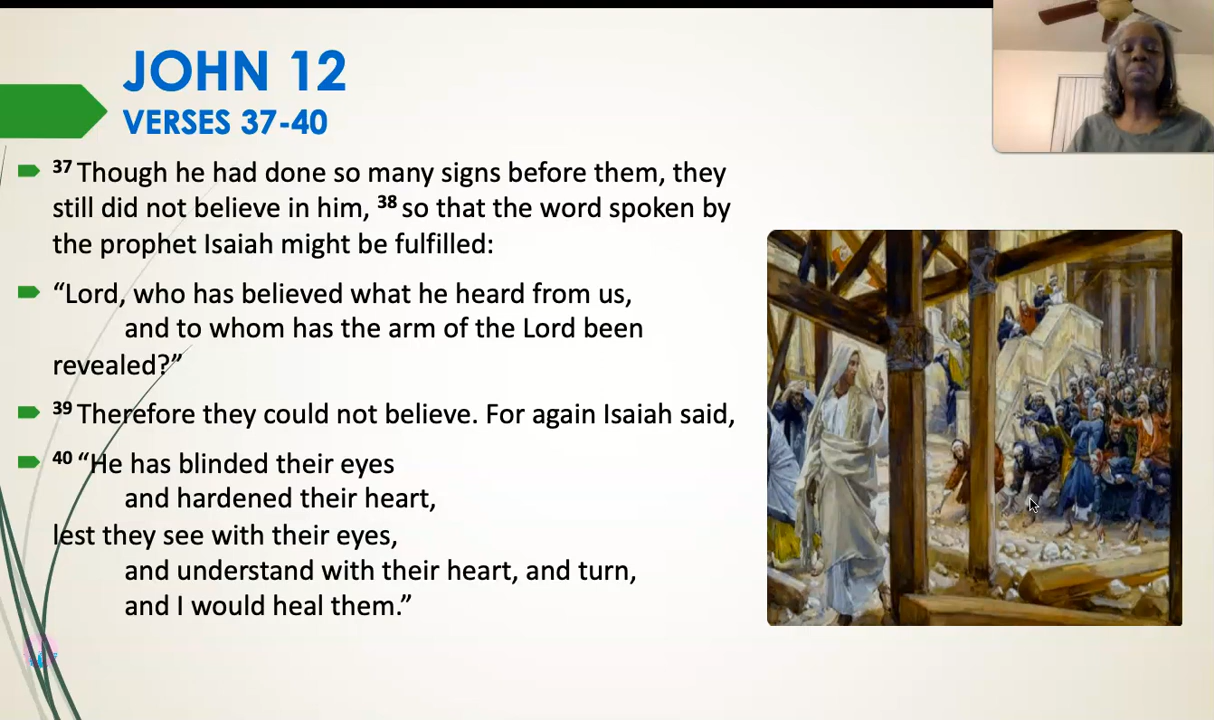 JOHN 12
VERSES 37-40
37 Though he had done so many signs before them, they
still did not believe in him, 38 so that the word spoken by
the prophet Isaiah might be fulfilled:
“Lord, who has believed what he heard from us,
and to whom has the arm of the Lord been
revealed?”
39 Therefore they could not believe. For again Isaiah said,
40 “He has blinded their eyes
and hardened their heart,
lest they see with their eyes,
and understand with their heart, and turn,
and I would heal them.”